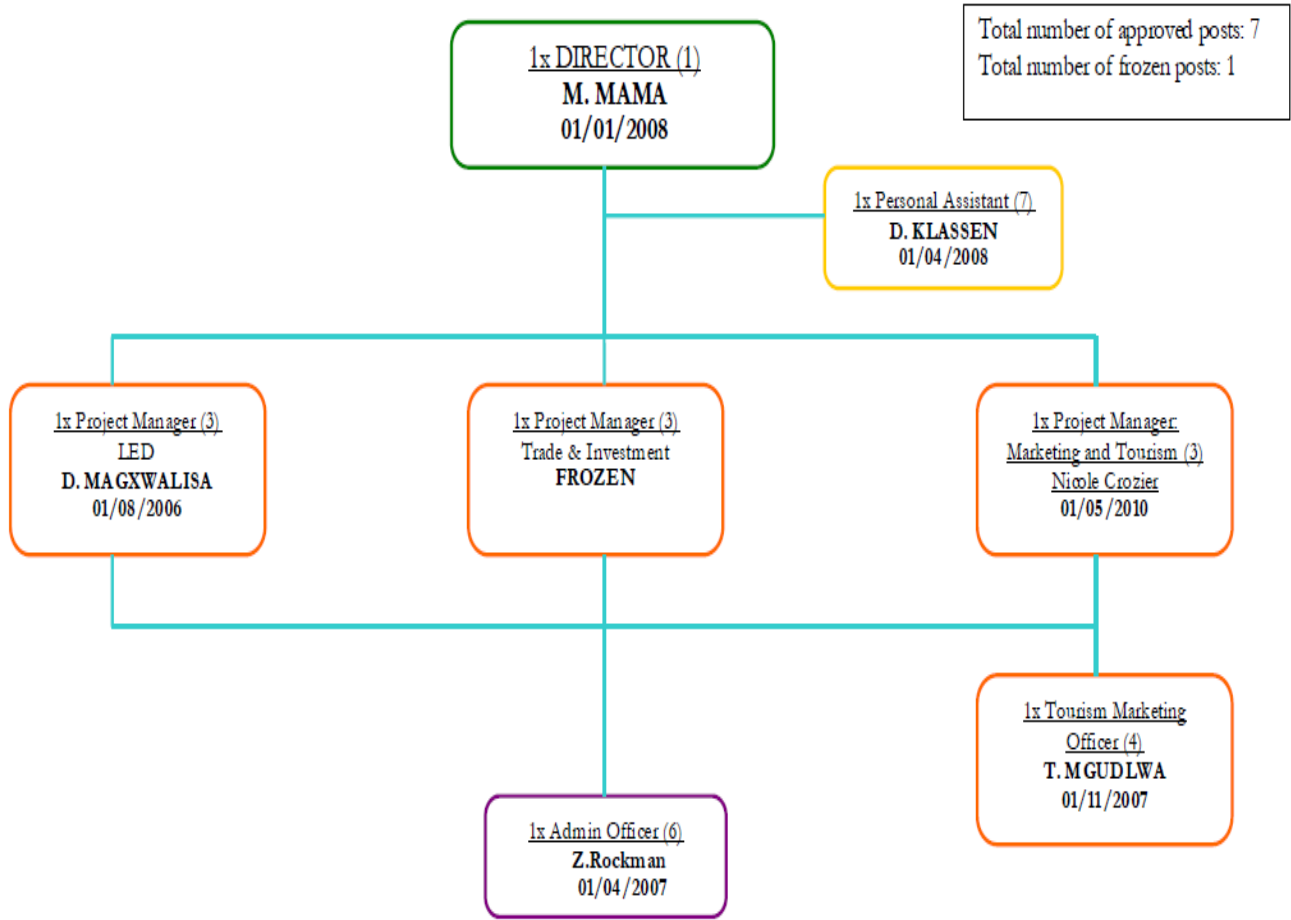 Total number of approved posts: 7
Total number of frozen posts: 1
1x DIRECTOR (1)
M. MAMA
01/01/2008
1x Personal Assistant (7)
D. KLASSEN
01/04/2008
1x Project Manager (3)
LED
D. MAGXWALISA
01/08/2006
1x Project Manager (3)
Trade & Investment
FROZEN
1x Project Manager:
Marketing and Tourism (3)
Nicole Crozier
01/05/2010
1x Tourism Marketing
Officer (4)
T. MGUDLWA
01/11/2007
1x Admin Officer (6)
Z.Rockman
01/04/2007